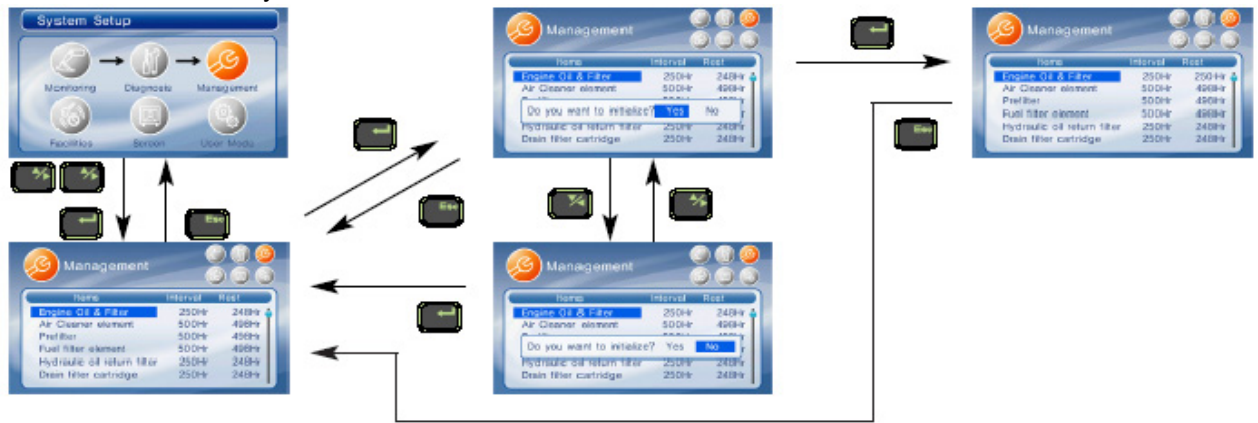 System Setup
Monitoring Diagnosis Management
Facilities Screen User Mode
Management
Items Interval Rest
Engine Oil & Filter 250Hr 248Hr
Air Cleaner element 500Hr 498Hr
Do you want to initialize? Yes No
Hydraulic oil return filter 250Hr 248Hr
Drain filter cartridge 250Hr 248Hr
Management
Items Interval Rest
Engine Oil & Filter 250Hr 250Hr
Air Cleaner element 500Hr 498Hr
Prefilter 500Hr 498Hr
Fuel filter element 500Hr 498Hr
Hydraulic oil return filter 250Hr 248Hr
Drain filter cartridge 250Hr 248Hr
Esc
Esc
Esc
Management
Items Interval Rest
Engine Oil & Filter 250Hr 248Hr
Air Cleaner element 500Hr 498Hr
Prefilter 500Hr 498Hr
Fuel filter element 500Hr 498Hr
Hydraulic oil return filter 250Hr 248Hr
Drain filter cartridge 250Hr 248Hr
Management
Items Interval Rest
Engine Oil & Filter 250Hr 248Hr
Air Cleaner element 500Hr 498Hr
Do you want to initialize? Yes No
Hydraulic oil return filter 250Hr 248Hr
Drain filter cartridge 250Hr 248Hr